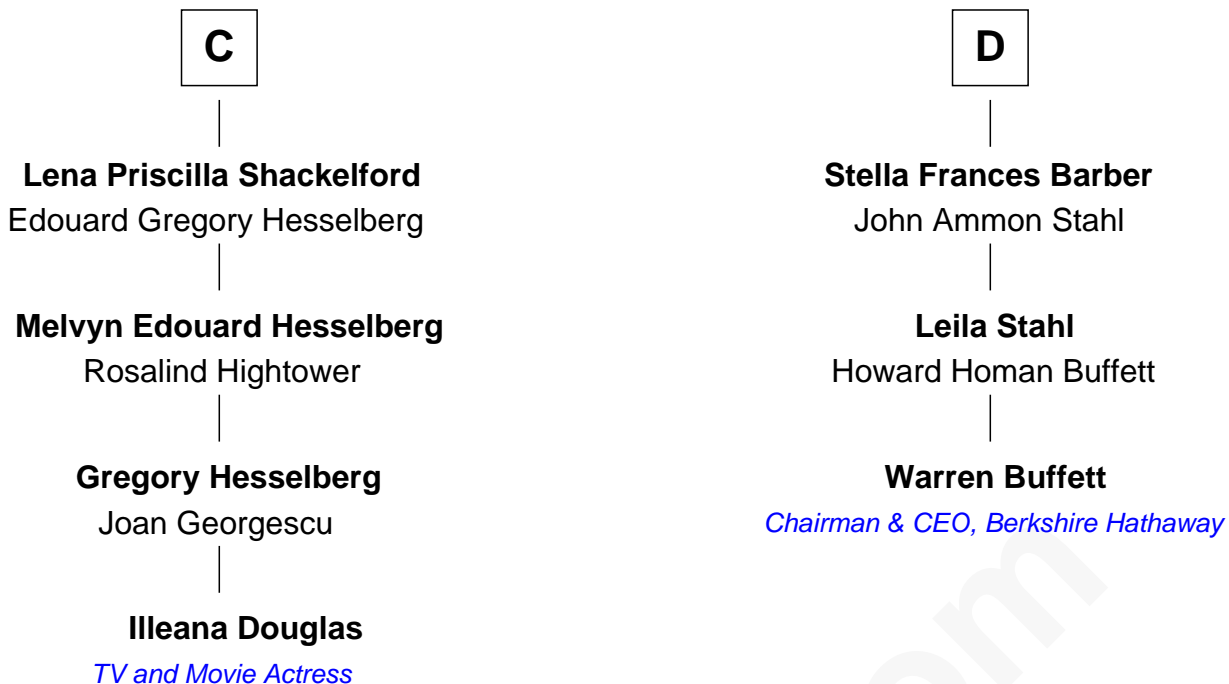 C
Lena Priscilla Shackelford
Edouard Gregory Hesselberg
Melvyn Edouard Hesselberg
Rosalind Hightower
Gregory Hesselberg
Joan Georgescu
Illeana Douglas
TV and Movie Actress
D
Stella Frances Barber
John Ammon Stahl
Leila Stahl
Howard Homan Buffett
Warren Buffett
Chairman & CEO, Berkshire Hathaway
om